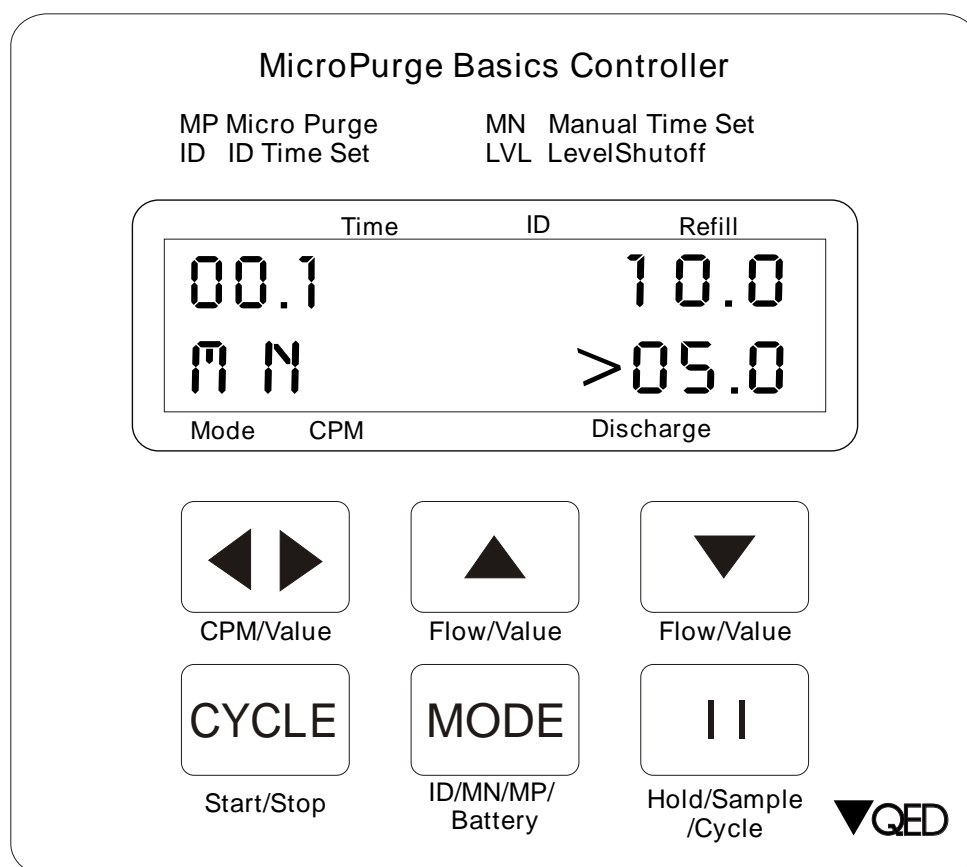 MicroPurge Basics Controller
MP Micro Purge MN Manual Time Set
ID ID Time Set LVL LevelShutoff
Time ID Refill
00.1 10.0
MN >05.0
Mode CPM Discharge
CPM/Value Flow/Value Flow/Value
CYCLE MODE II
Start/Stop ID/MN/MP/ Hold/Sample
Battery /Cycle
QED